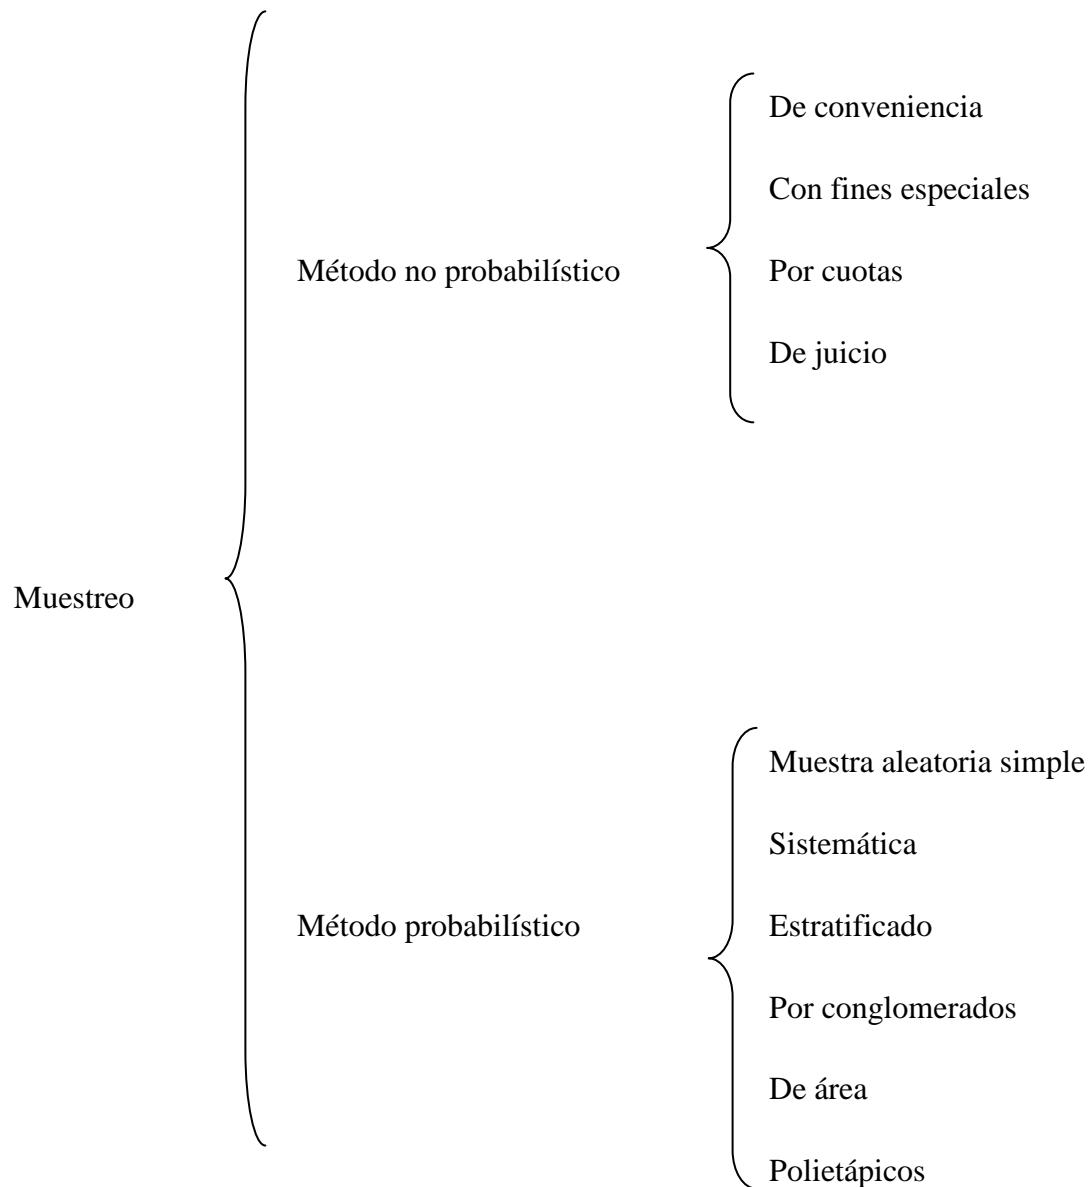 De conveniencia
Con fines especiales
Método no probabilístico
Por cuotas
De juicio
Muestreo
Muestra aleatoria simple
Sistemática
Método probabilístico
Estratificado
Por conglomerados
De área
Polietápicos